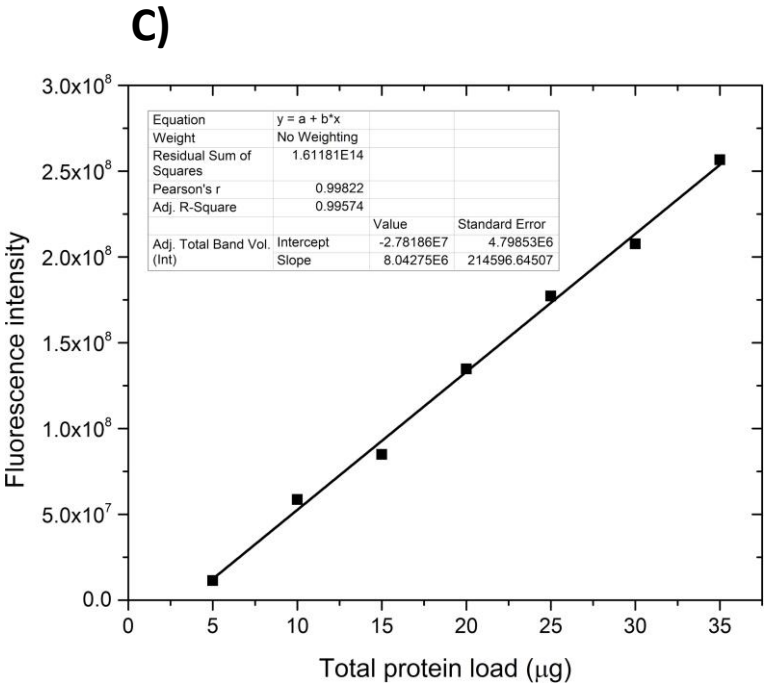 C)
3.0x10⁸
2.5x10⁸
2.0x10⁸
1.5x10⁸
1.0x10⁸
5.0x10⁷
0.0
Fluorescence intensity
Equation y = a + b*x
Weight No Weighting
Residual Sum of Squares 1.61181E14
Pearson's r 0.99822
Adj. R-Square 0.99574
Value Standard Error
Adj. Total Band Vol. (Int) Intercept -2.78186E7 4.79853E6
Slope 8.04275E6 214596.64507
0 5 10 15 20 25 30 35
Total protein load (μg)